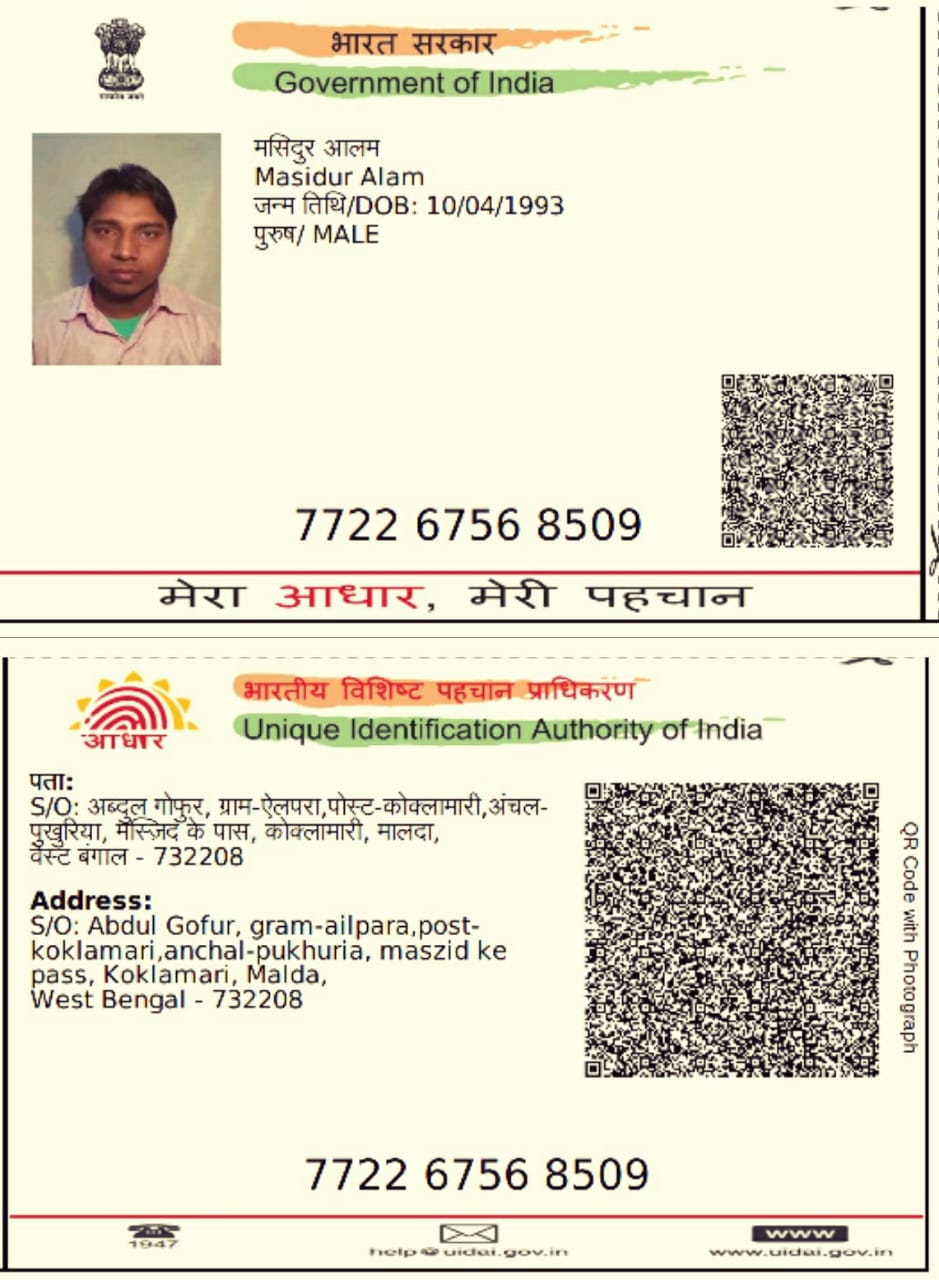 भारत सरकार
Government of India
मसिदुर आलम
Masidur Alam
जन्म तिथि/DOB: 10/04/1993
पुरुष/ MALE
7722 6756 8509
मेरा आधार, मेरी पहचान
भारतीय विशिष्ट पहचान प्राधिकरण
Unique Identification Authority of India
आधार
पता:
S/O: अब्दुल गोफुर, ग्राम-ऐलपरा,पोस्ट-कोक्लामारी,अंचल-
पुखुरिया, मस्ज़िद के पास, कोक्लामारी, मालदा,
वेस्ट बंगाल - 732208
Address:
S/O: Abdul Gofur, gram-ailpara,post-
koklamari,anchal-pukhuria, maszid ke
pass, Koklamari, Malda,
West Bengal - 732208
QR Code with Photograph
7722 6756 8509
1947
help@uidai.gov.in
www
www.uidai.gov.in